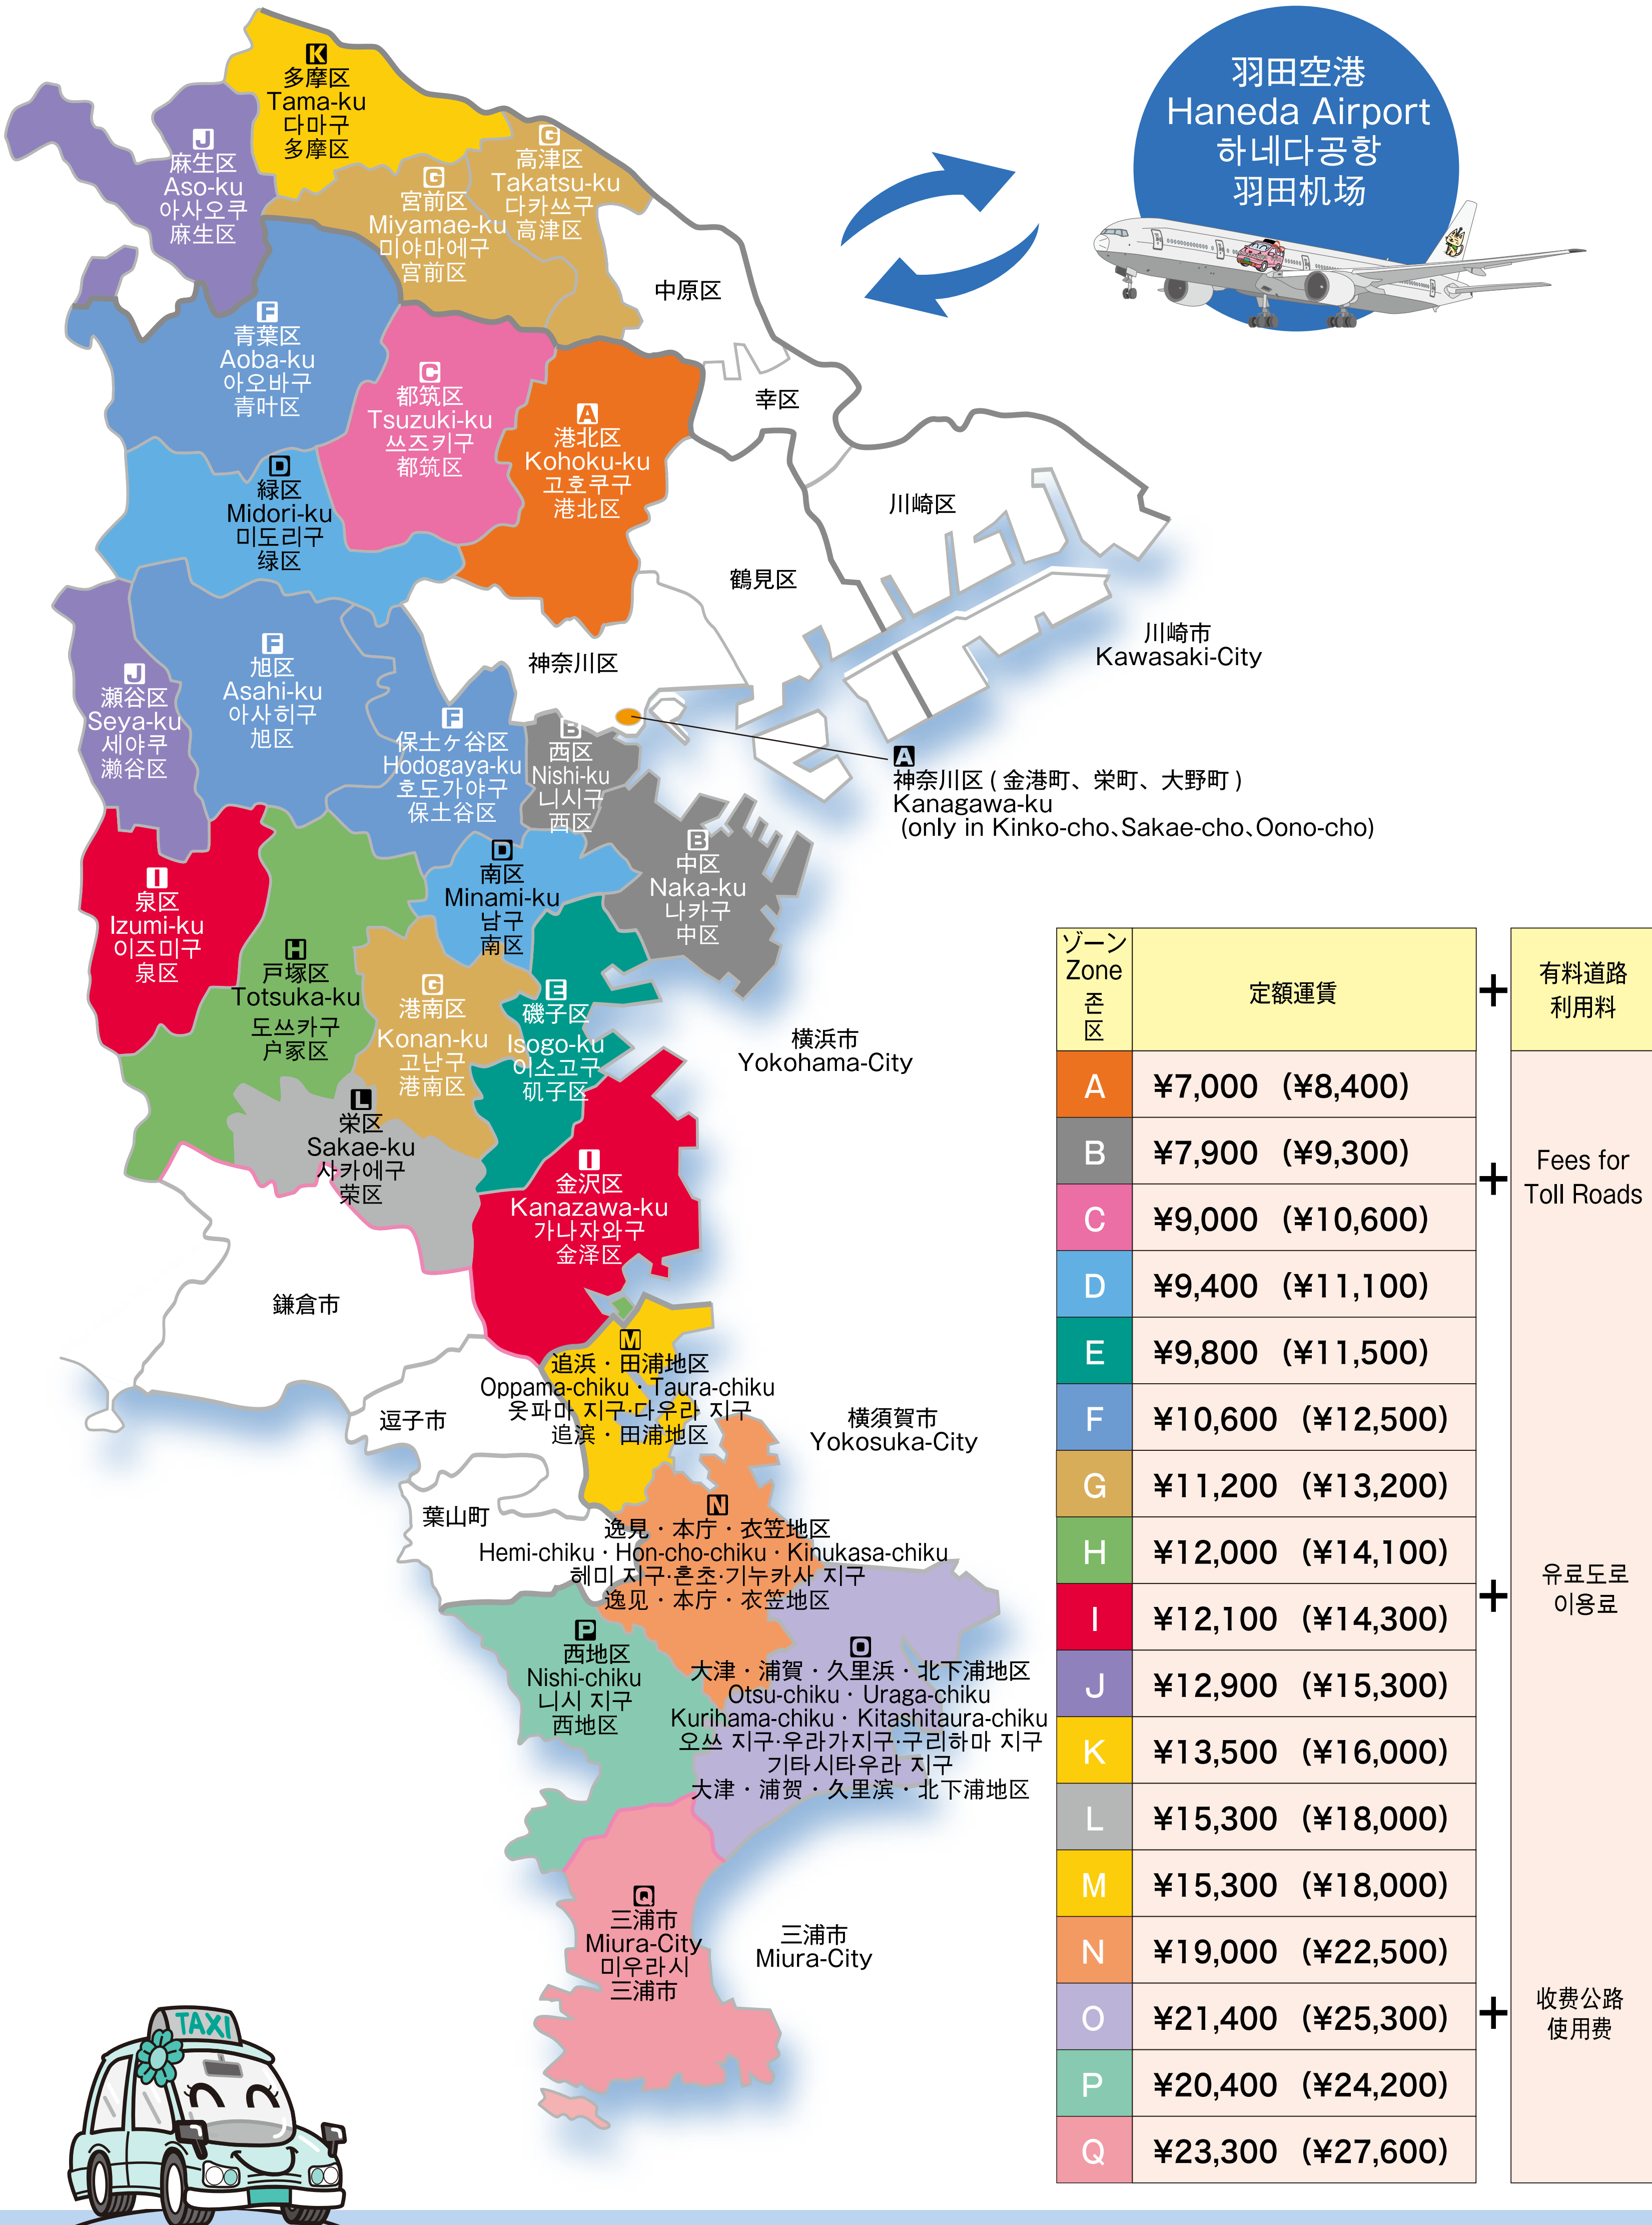 K
多摩区
Tama-ku
다마구
多摩区
J
麻生区
Aso-ku
아사오쿠
麻生区
G
高津区
Takatsu-ku
다카쓰구
高津区
G
宮前区
Miyamae-ku
미야마에구
宫前区
羽田空港
Haneda Airport
하네다공항
羽田机场
中原区
F
青葉区
Aoba-ku
아오바구
青叶区
C
都筑区
Tsuzuki-ku
쓰즈키구
都筑区
A
港北区
Kohoku-ku
고호쿠구
港北区
幸区
D
緑区
Midori-ku
미도리구
绿区
川崎区
鶴見区
川崎市
Kawasaki-City
神奈川区
F
旭区
Asahi-ku
아사히구
旭区
J
瀬谷区
Seya-ku
세야쿠
瀬谷区
F
保土ヶ谷区
Hodogaya-ku
호도가야구
保土谷区
B
西区
Nishi-ku
니시구
西区
A
神奈川区 ( 金港町、栄町、大野町 )
Kanagawa-ku
(only in Kinko-cho、Sakae-cho、Oono-cho)
B
中区
Naka-ku
나카구
中区
D
南区
Minami-ku
남구
南区
I
泉区
Izumi-ku
이즈미구
泉区
H
戸塚区
Totsuka-ku
도쓰카구
户冢区
G
港南区
Konan-ku
고난구
港南区
E
磯子区
Isogo-ku
이소고구
矶子区
横浜市
Yokohama-City
L
栄区
Sakae-ku
사카에구
荣区
I
金沢区
Kanazawa-ku
가나자와구
金泽区
鎌倉市
M
追浜・田浦地区
Oppama-chiku・Taura-chiku
옷파마 지구·다우라 지구
追滨・田浦地区
逗子市
横須賀市
Yokosuka-City
葉山町
N
逸見・本庁・衣笠地区
Hemi-chiku・Hon-cho-chiku・Kinukasa-chiku
헤미 지구·혼초·기누카사 지구
逸见・本庁・衣笠地区
P
西地区
Nishi-chiku
니시 지구
西地区
O
大津・浦賀・久里浜・北下浦地区
Otsu-chiku・Uraga-chiku
Kurihama-chiku・Kitashitaura-chiku
오쓰 지구·우라가지구·구리하마 지구
기타시타우라 지구
大津・浦贺・久里滨・北下浦地区
Q
三浦市
Miura-City
미우라시
三浦市
三浦市
Miura-City
TAXI
ゾーン
Zone
존
区
定額運賃
+
有料道路
利用料
A ¥7,000 (¥8,400)
B ¥7,900 (¥9,300)
C ¥9,000 (¥10,600)
D ¥9,400 (¥11,100)
E ¥9,800 (¥11,500)
F ¥10,600 (¥12,500)
G ¥11,200 (¥13,200)
H ¥12,000 (¥14,100)
I ¥12,100 (¥14,300)
J ¥12,900 (¥15,300)
K ¥13,500 (¥16,000)
L ¥15,300 (¥18,000)
M ¥15,300 (¥18,000)
N ¥19,000 (¥22,500)
O ¥21,400 (¥25,300)
P ¥20,400 (¥24,200)
Q ¥23,300 (¥27,600)
+
Fees for
Toll Roads
+
유료도로
이용료
+
收费公路
使用费